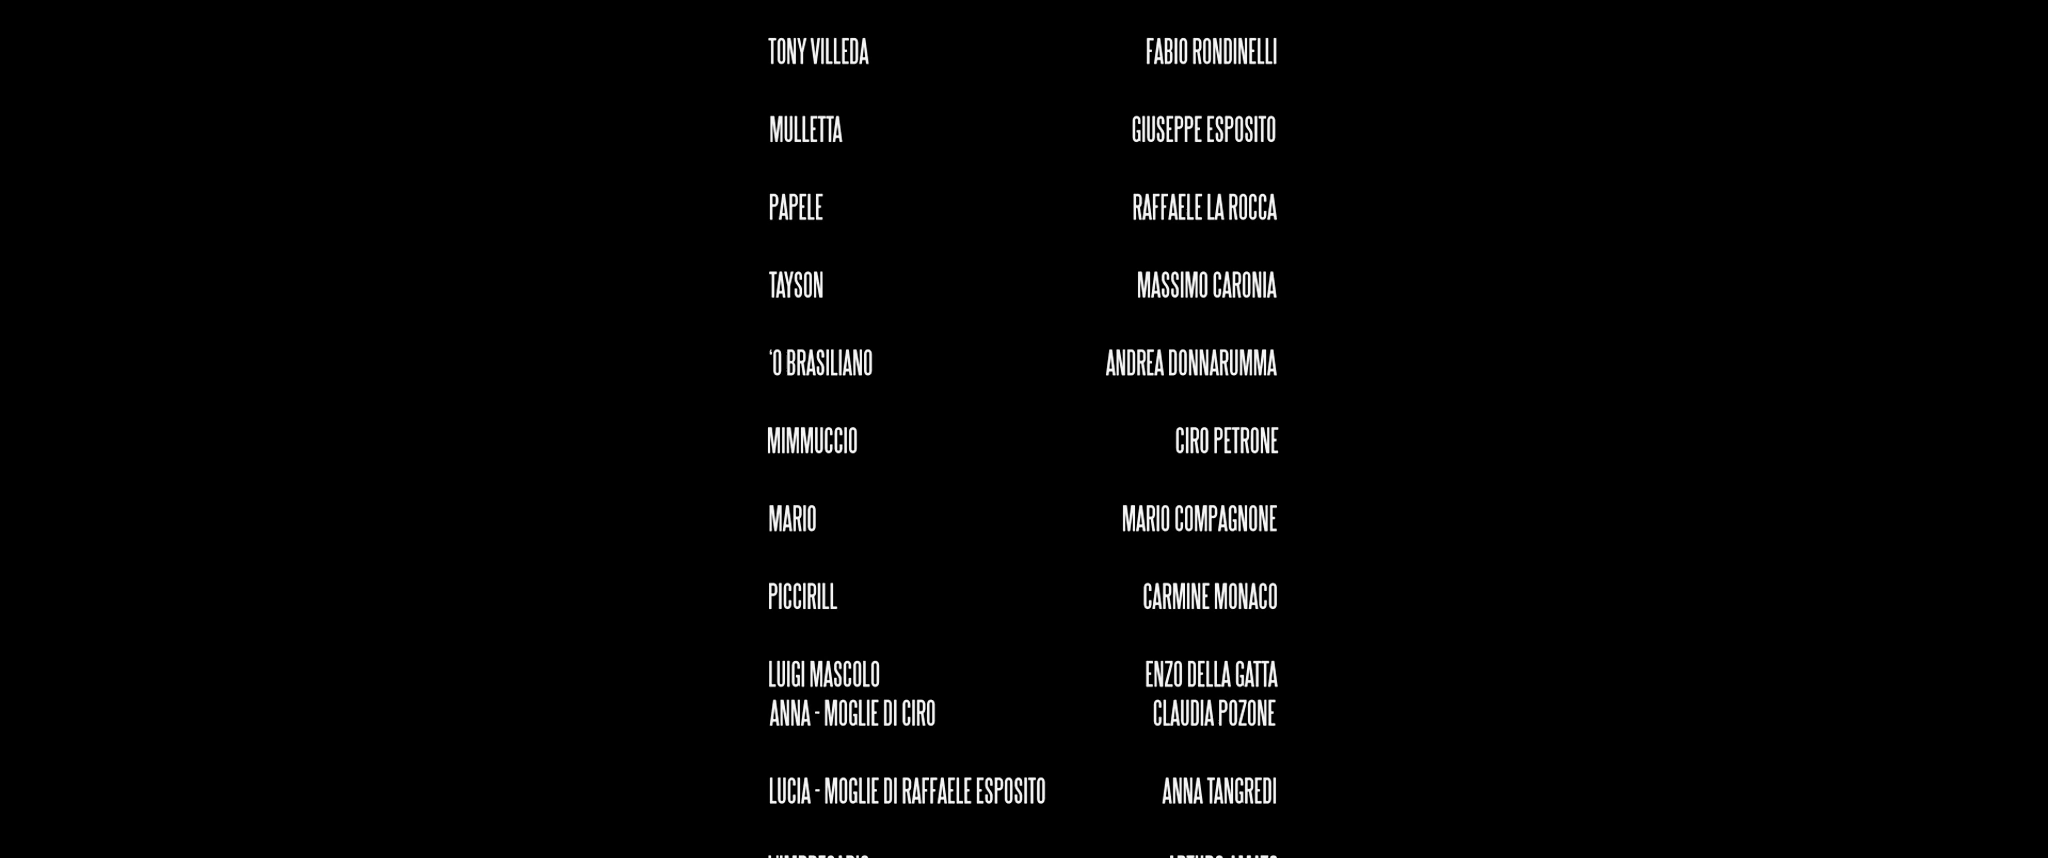 TONY VILLEDA FABIO RONDINELLI
MULLETTA GIUSEPPE ESPOSITO
PAPELE RAFFAELE LA ROCCA
TAYSON MASSIMO CARONIA
‘O BRASILIANO ANDREA DONNARUMMA
MIMMUCCIO CIRO PETRONE
MARIO MARIO COMPAGNONE
PICCIRILL CARMINE MONACO
LUIGI MASCOLO ENZO DELLA GATTA
ANNA - MOGLIE DI CIRO CLAUDIA POZONE
LUCIA - MOGLIE DI RAFFAELE ESPOSITO ANNA TANGREDI